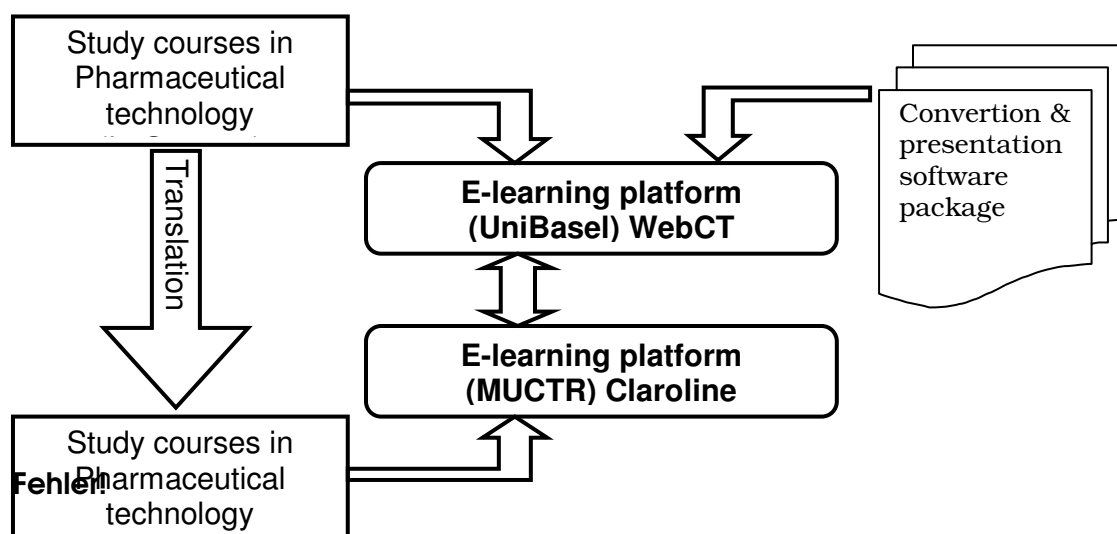 Study courses in
Pharmaceutical
technology
Translation
E-learning platform
(UniBasel) WebCT
Convertion &
presentation
software
package
E-learning platform
(MUCTR) Claroline
Study courses in
Pharmaceutical
technology
Fehler!